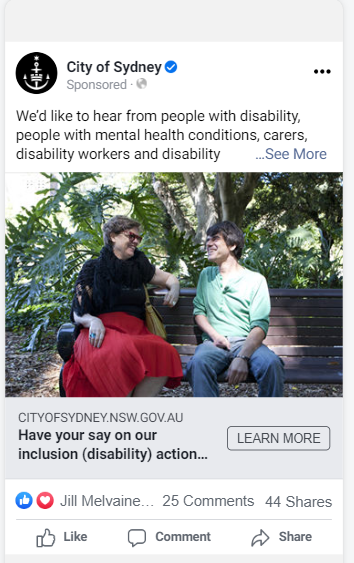 City of Sydney
Sponsored ·
We'd like to hear from people with disability,
people with mental health conditions, carers,
disability workers and disability ...See More
CITYOFSYDNEY.NSW.GOV.AU
Have your say on our
inclusion (disability) action...
LEARN MORE
Jill Melvaine... 25 Comments 44 Shares
Like Comment Share